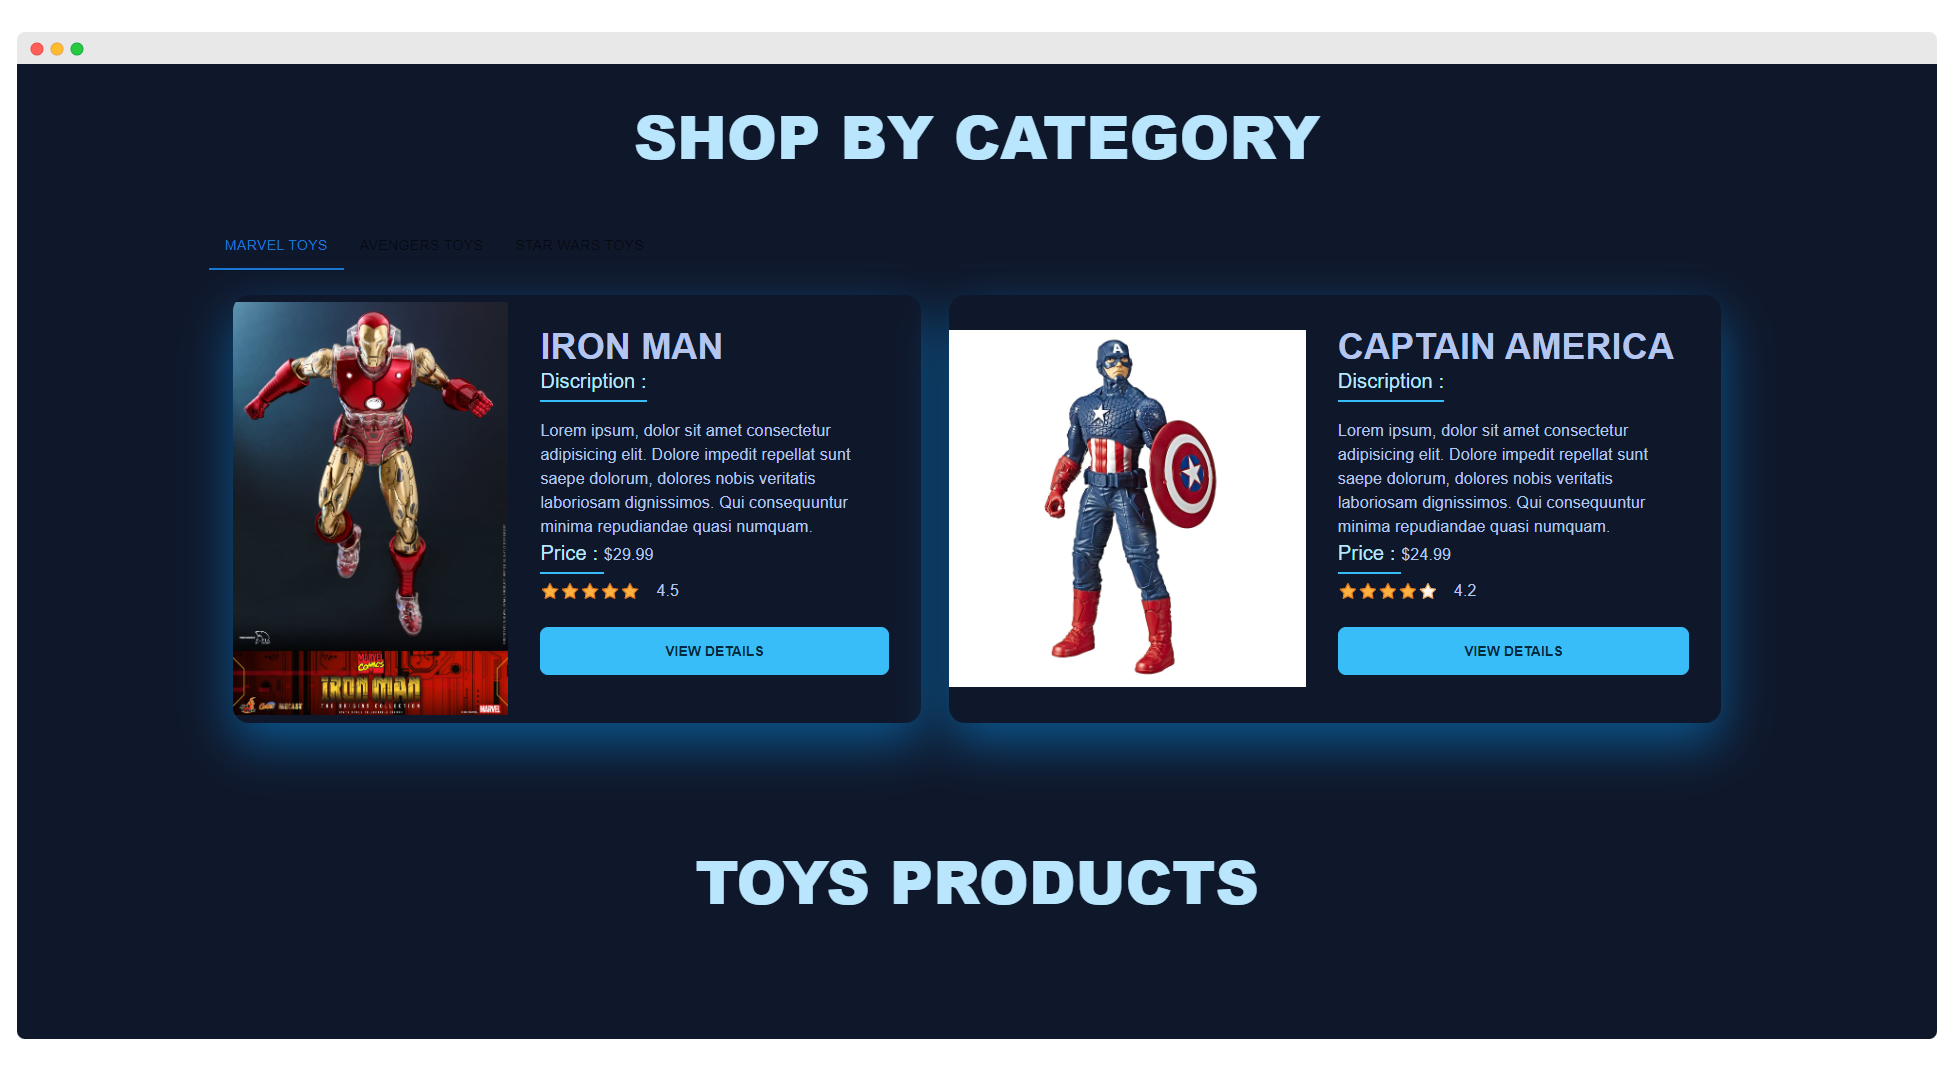 SHOP BY CATEGORY
MARVEL TOYS AVENGERS TOYS STAR WARS TOYS
IRON MAN
Discription :
Lorem ipsum, dolor sit amet consectetur
adipisicing elit. Dolore impedit repellat sunt
saepe dolorum, dolores nobis veritatis
laboriosam dignissimos. Qui consequuntur
minima repudiandae quasi numquam.
Price : $29.99
4.5
VIEW DETAILS
MARVEL
COMICS
IRON MAN
THE ORIGINS COLLECTION
MARVEL
CAPTAIN AMERICA
Discription :
Lorem ipsum, dolor sit amet consectetur
adipisicing elit. Dolore impedit repellat sunt
saepe dolorum, dolores nobis veritatis
laboriosam dignissimos. Qui consequuntur
minima repudiandae quasi numquam.
Price : $24.99
4.2
VIEW DETAILS
A
TOYS PRODUCTS